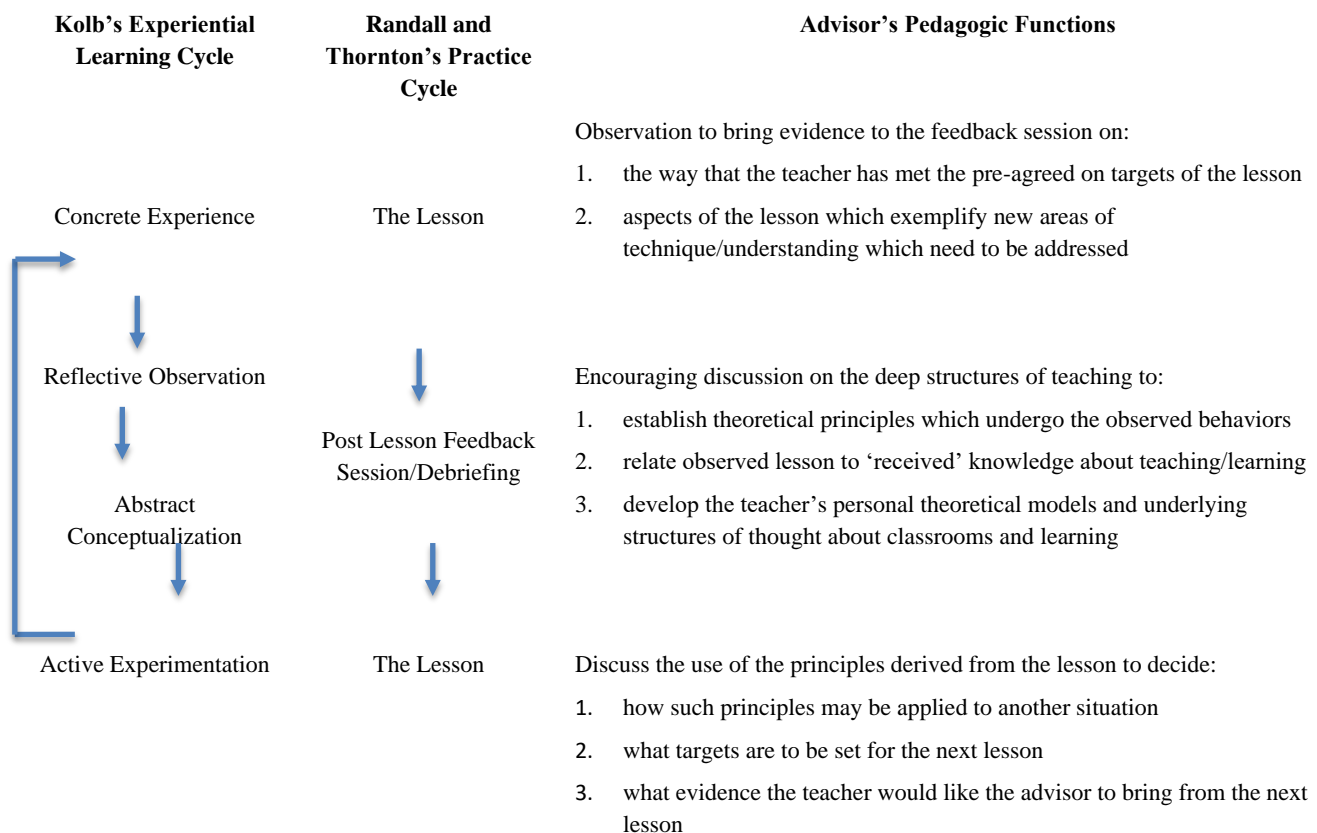 Kolb's Experiential
Learning Cycle
Randall and
Thornton's Practice
Cycle
Advisor's Pedagogic Functions
Observation to bring evidence to the feedback session on:
1. the way that the teacher has met the pre-agreed on targets of the lesson
Concrete Experience
The Lesson
2. aspects of the lesson which exemplify new areas of
technique/understanding which need to be addressed
Reflective Observation
Encouraging discussion on the deep structures of teaching to:
1. establish theoretical principles which undergo the observed behaviors
Post Lesson Feedback
Session/Debriefing
2. relate observed lesson to 'received' knowledge about teaching/learning
Abstract
Conceptualization
3. develop the teacher's personal theoretical models and underlying
structures of thought about classrooms and learning
Active Experimentation
The Lesson
Discuss the use of the principles derived from the lesson to decide:
1. how such principles may be applied to another situation
2. what targets are to be set for the next lesson
3. what evidence the teacher would like the advisor to bring from the next
lesson